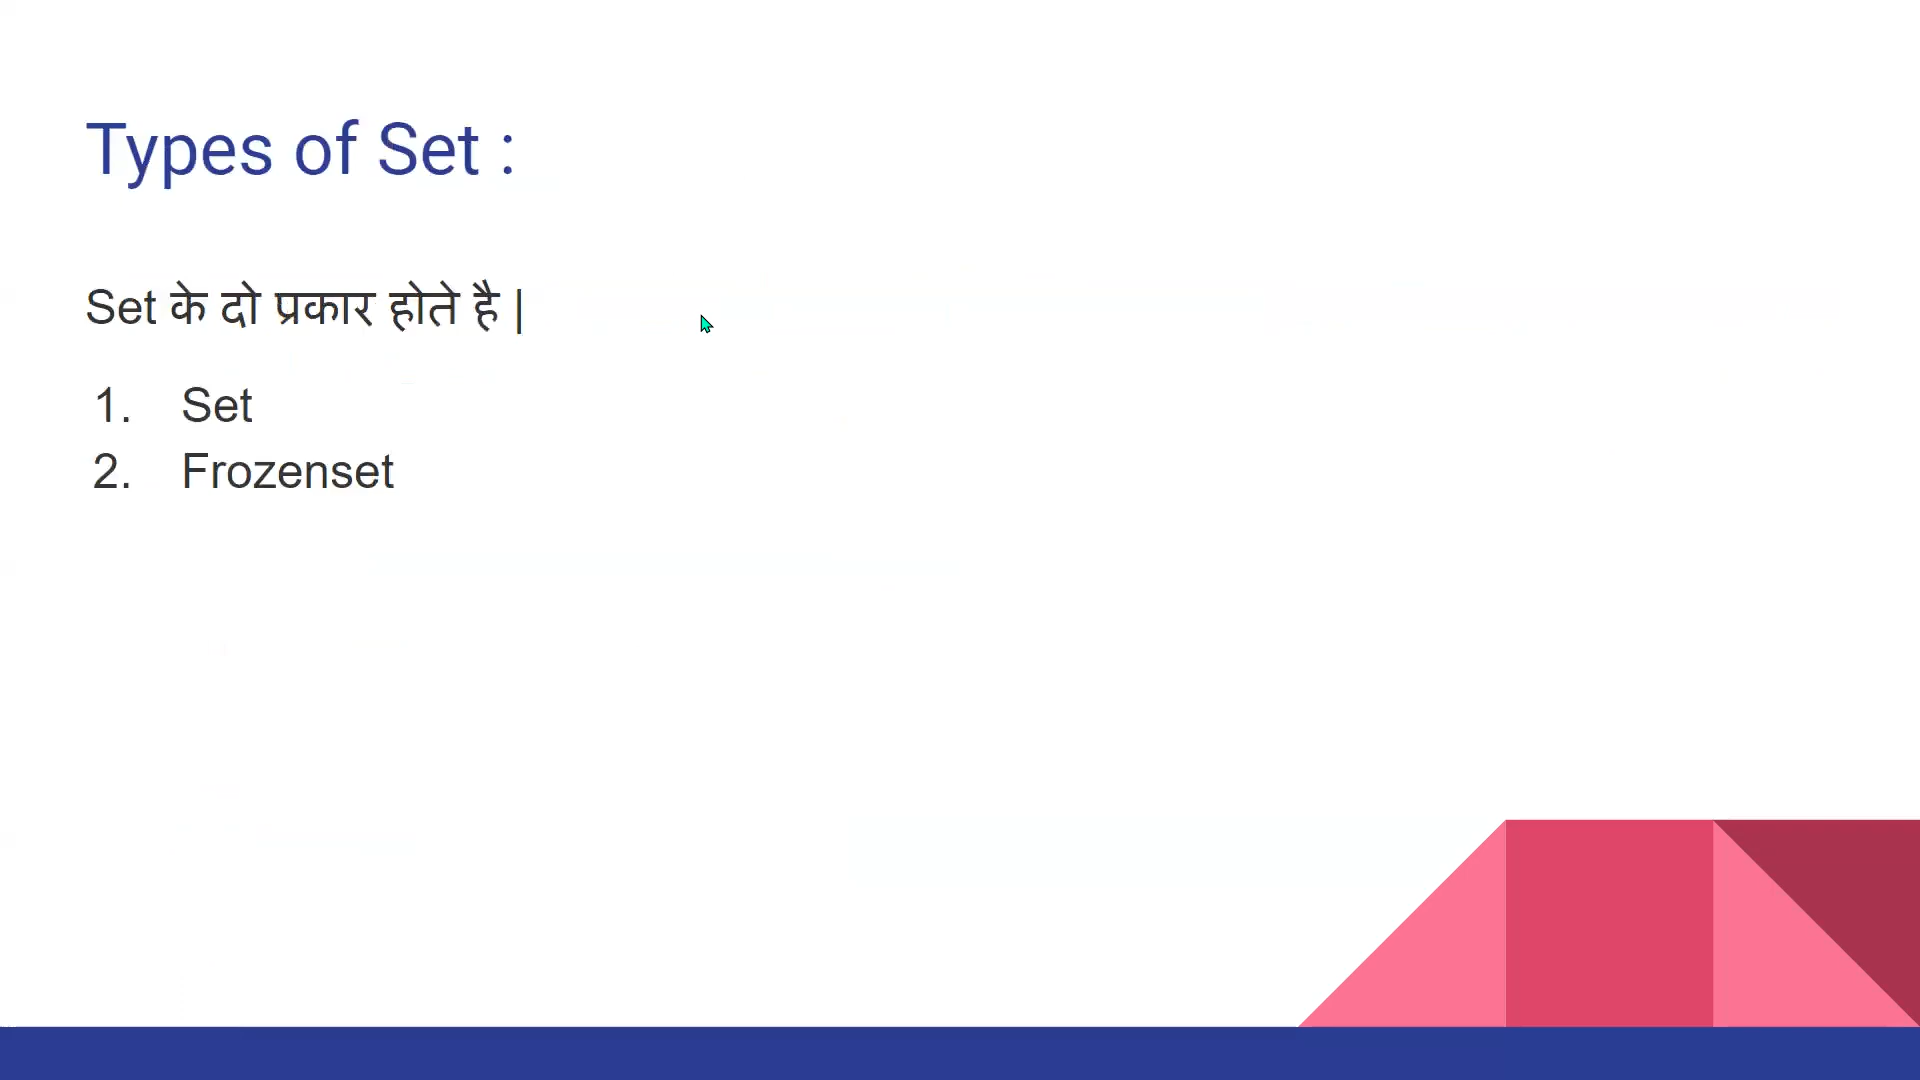 Types of Set :
Set के दो प्रकार होते है |
1. Set
2. Frozenset